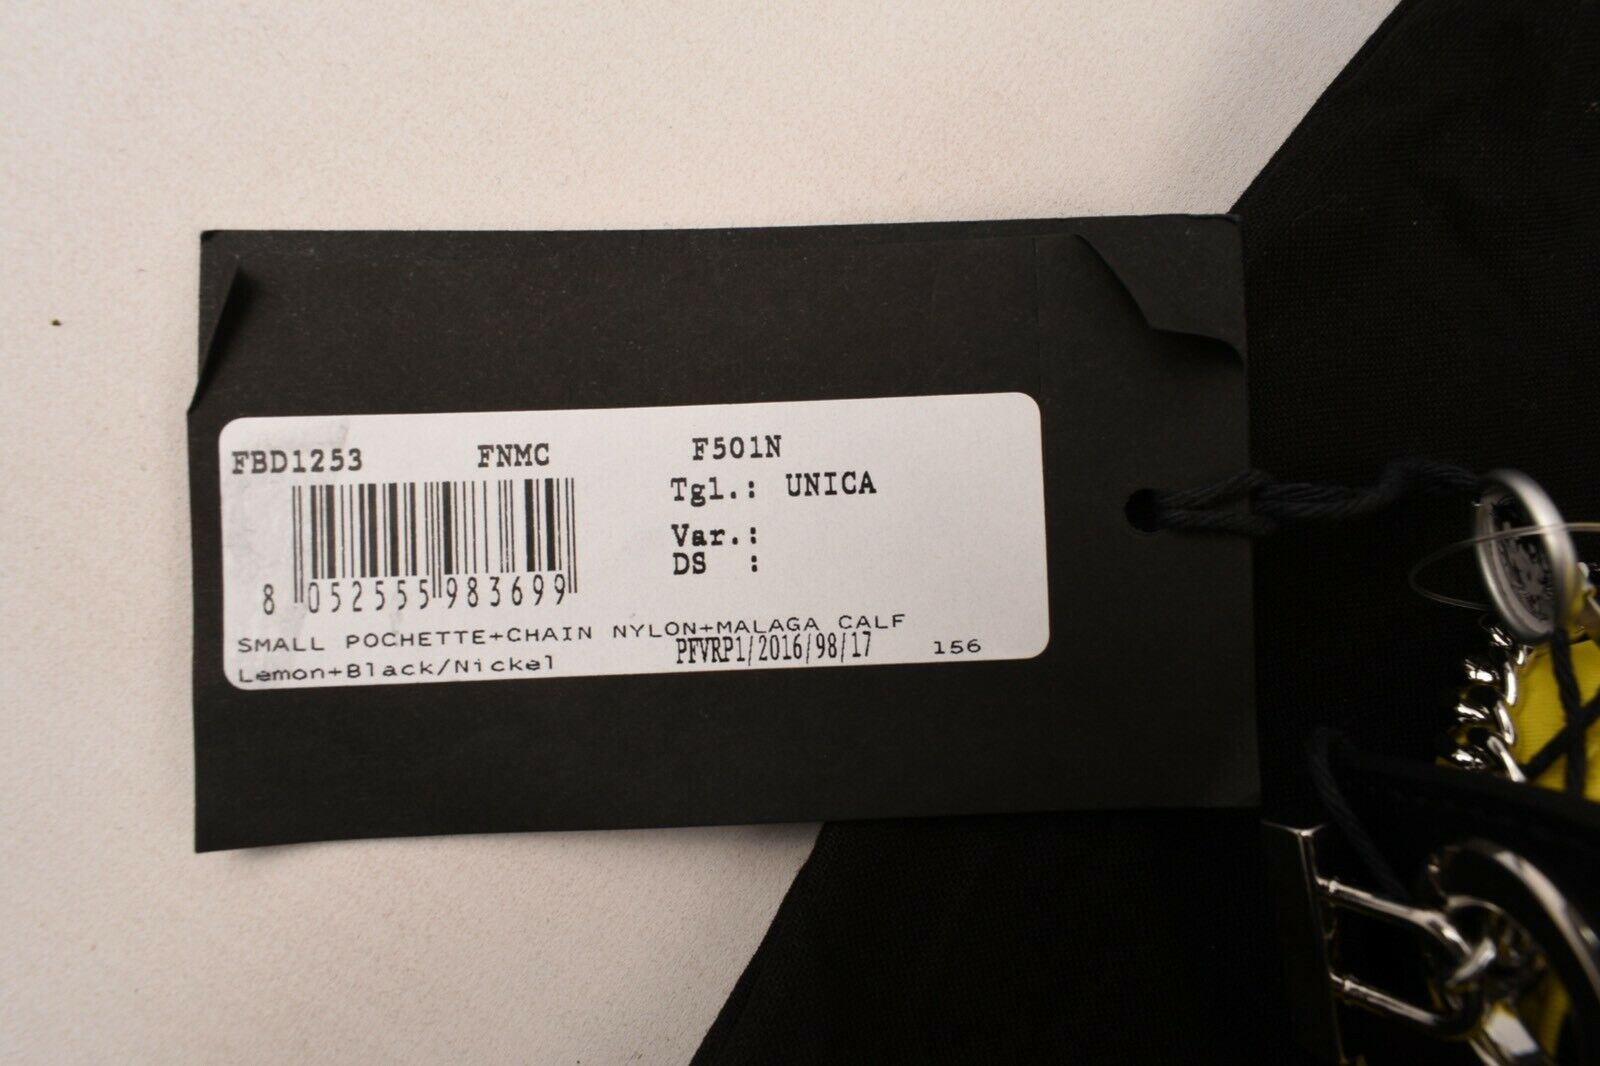 FBD1253 FNMC F501N
Tgl.: UNICA
Var.:
DS :
8 052555 983699
SMALL POCHETTE+CHAIN NYLON+MALAGA CALF
Lemon+Black/Nickel PFVRP1/2016/98/17 156